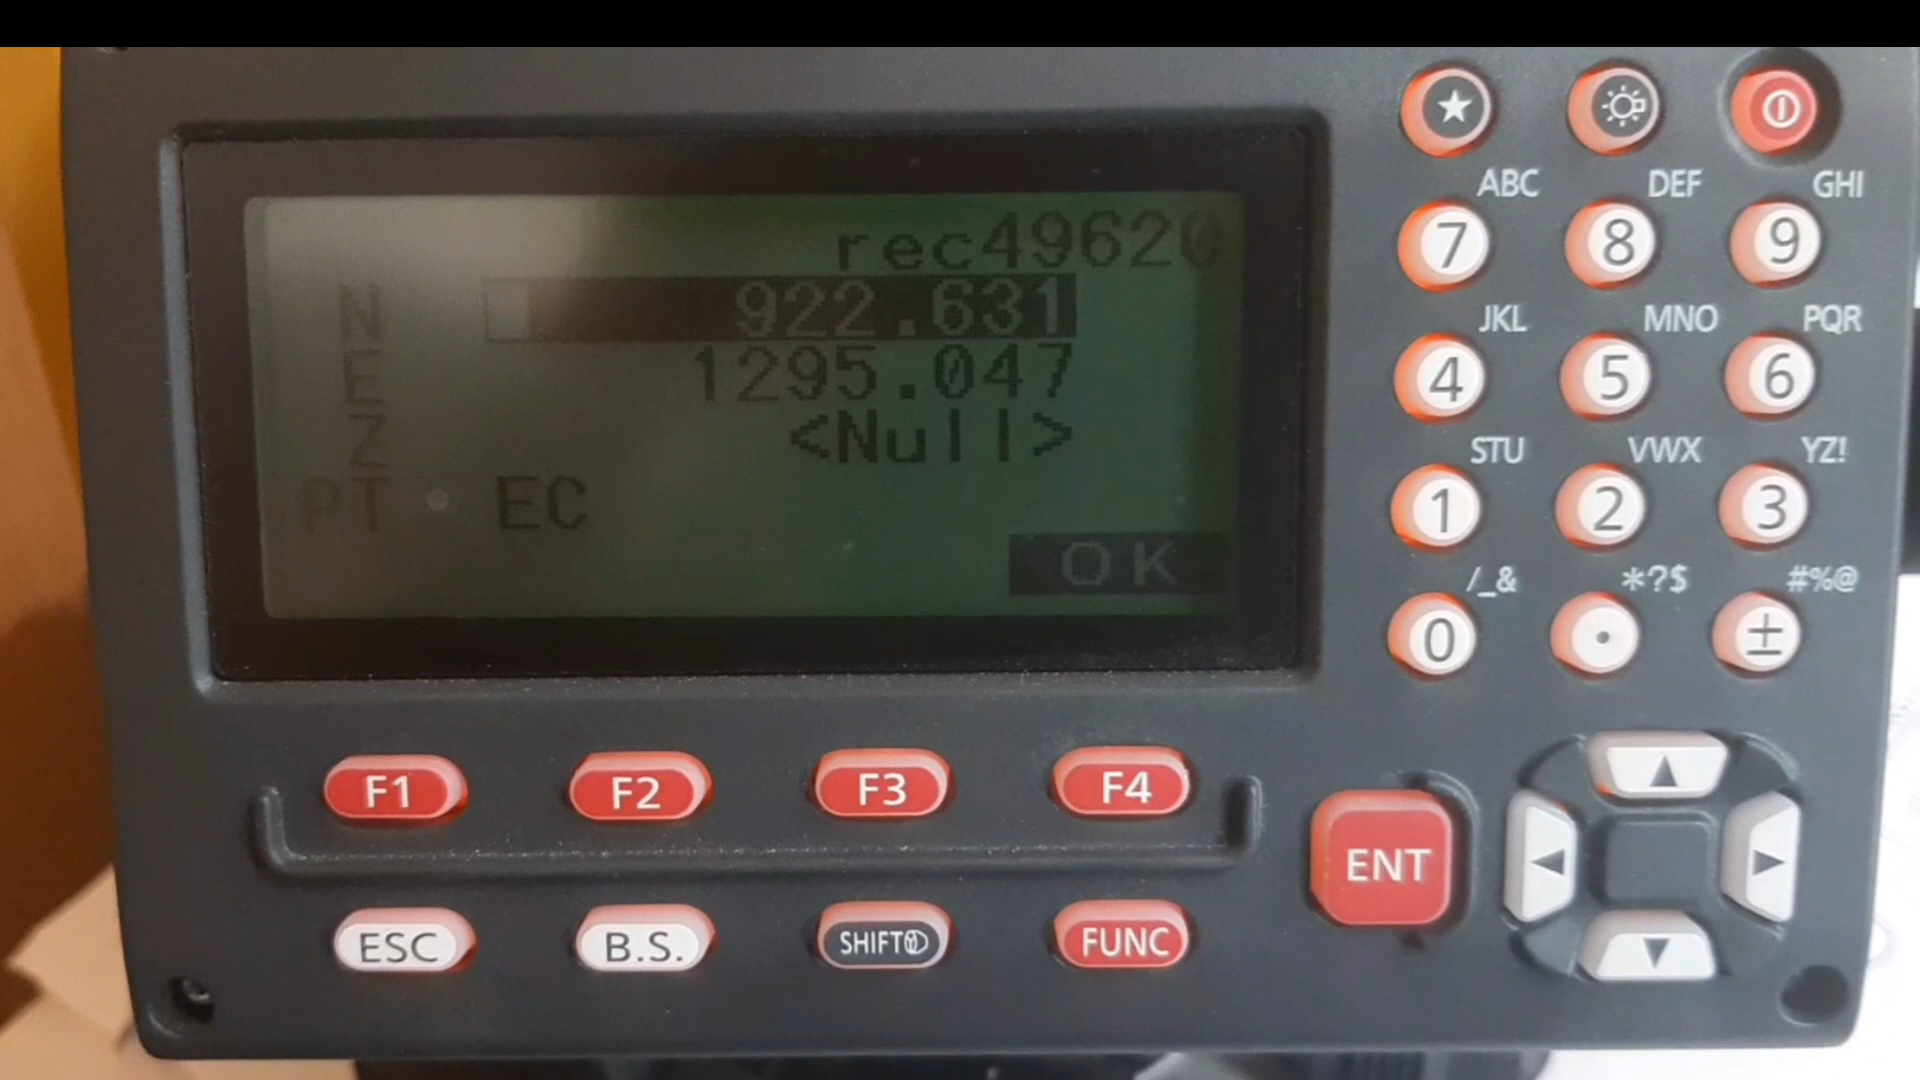 rec49620
N 922.631
E 1295.047
Z <Null>
PT EC
OK
ABC DEF GHI
7 8 9
JKL MNO PQR
4 5 6
STU VWX YZ!
1 2 3
/_& *?$ #%@
0 . ±
F1 F2 F3 F4
ENT
ESC B.S. SHIFT FUNC